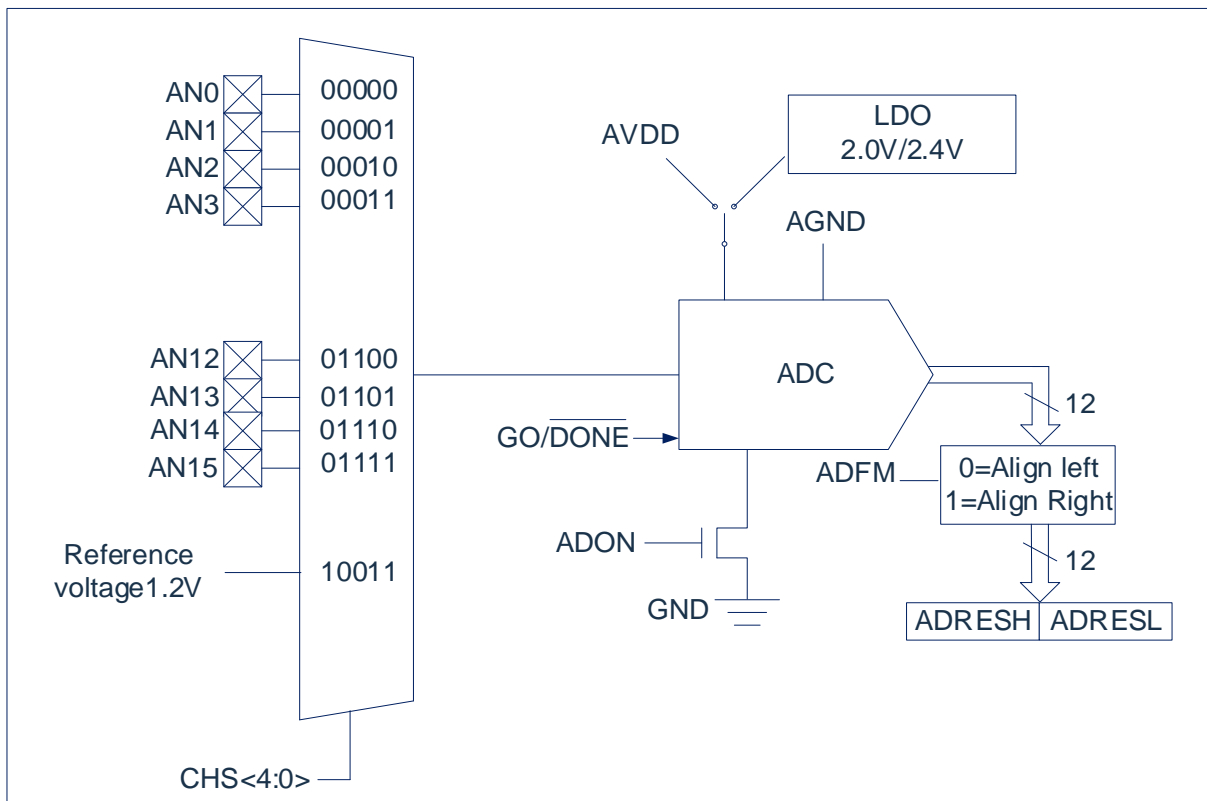 AN0 00000
AN1 00001
AN2 00010
AN3 00011
AN12 01100
AN13 01101
AN14 01110
AN15 01111
Reference
voltage1.2V
10011
CHS<4:0>
AVDD
LDO
2.0V/2.4V
AGND
ADC
GO/DONE
ADON
GND
12
ADFM
0=Align left
1=Align Right
12
ADRESH ADRESL